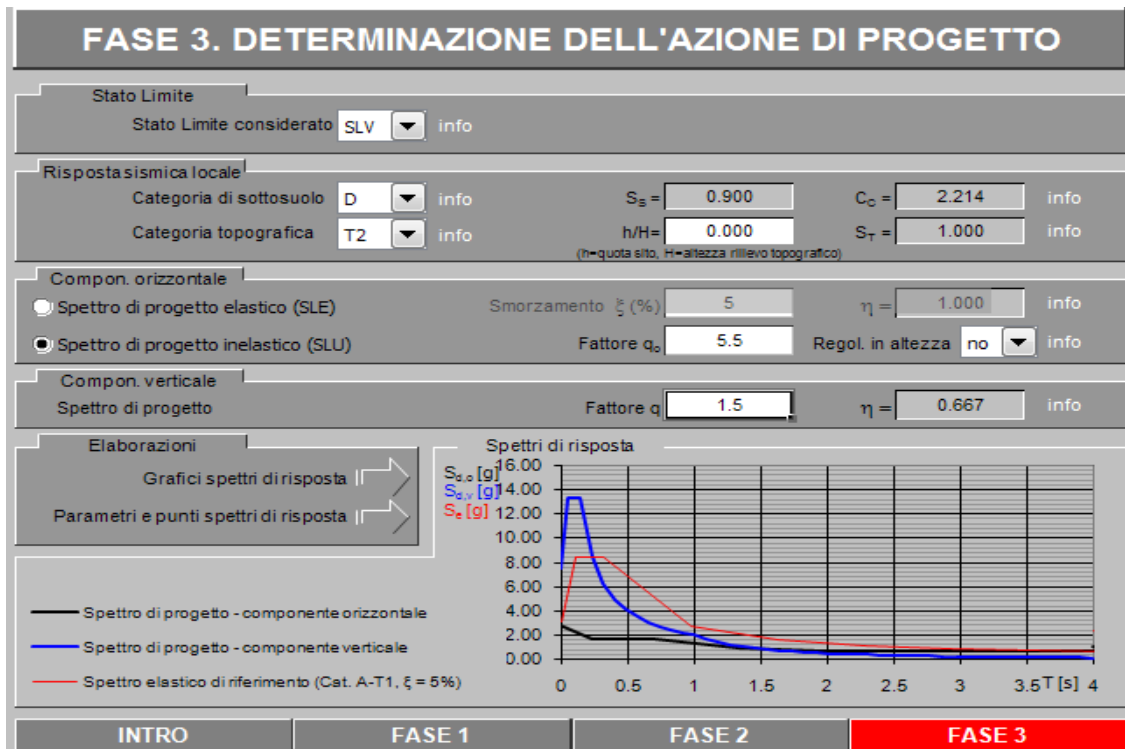 FASE 3. DETERMINAZIONE DELL'AZIONE DI PROGETTO
Stato Limite
Stato Limite considerato SLV info
Risposta sismica locale
Categoria di sottosuolo D info S_S = 0.900 C_C = 2.214 info
Categoria topografica T2 info h/H= 0.000 S_T = 1.000 info
(h=quota sito, H=altezza rilievo topografico)
Compon. orizzontale
Spettro di progetto elastico (SLE) Smorzamento ξ (%) 5 η = 1.000 info
Spettro di progetto inelastico (SLU) Fattore q_o 5.5 Regol. in altezza no info
Compon. verticale
Spettro di progetto Fattore q 1.5 η = 0.667 info
Elaborazioni
Grafici spettri di risposta
Parametri e punti spettri di risposta
Spettri di risposta
S_d,o [g]
S_d,v [g]
S_e [g]
16.00
14.00
12.00
10.00
8.00
6.00
4.00
2.00
0.00
0 0.5 1 1.5 2 2.5 3 3.5 T [s] 4
Spettro di progetto - componente orizzontale
Spettro di progetto - componente verticale
Spettro elastico di riferimento (Cat. A-T1, ξ = 5%)
INTRO FASE 1 FASE 2 FASE 3